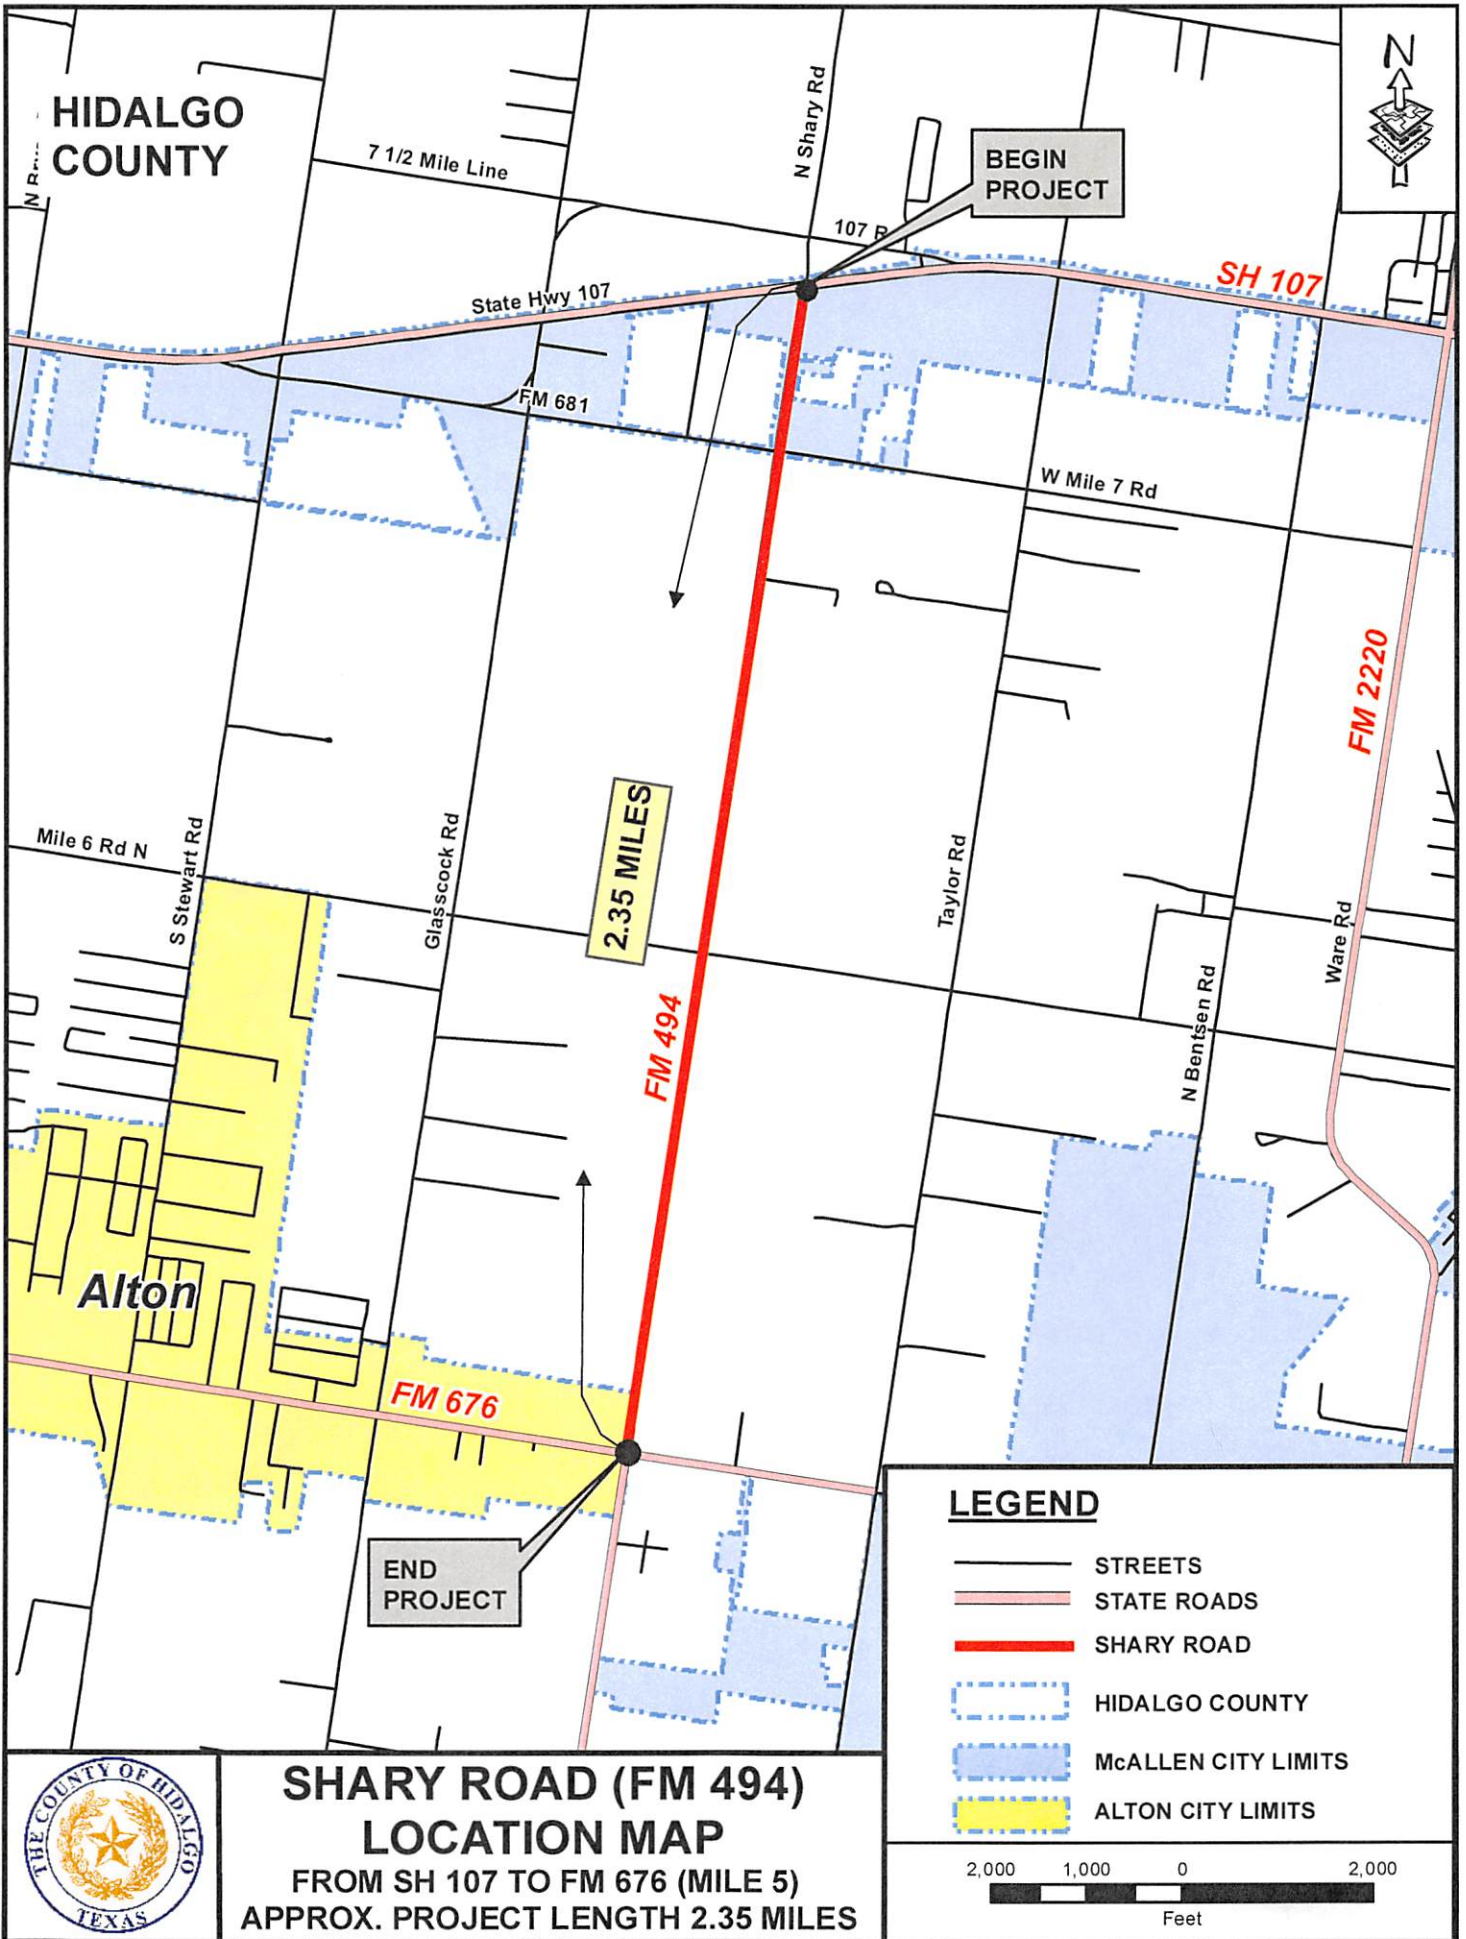 HIDALGO
COUNTY
N
N Shary Rd
7 1/2 Mile Line
BEGIN
PROJECT
107 R
SH 107
State Hwy 107
FM 681
W Mile 7 Rd
FM 2220
2.35 MILES
Mile 6 Rd N
S Stewart Rd
Glasscock Rd
Taylor Rd
Ware Rd
N Bentsen Rd
FM 494
Alton
FM 676
END
PROJECT
LEGEND
STREETS
STATE ROADS
SHARY ROAD
HIDALGO COUNTY
McALLEN CITY LIMITS
ALTON CITY LIMITS
2,000 1,000 0 2,000
Feet
THE COUNTY OF HIDALGO
TEXAS
SHARY ROAD (FM 494)
LOCATION MAP
FROM SH 107 TO FM 676 (MILE 5)
APPROX. PROJECT LENGTH 2.35 MILES